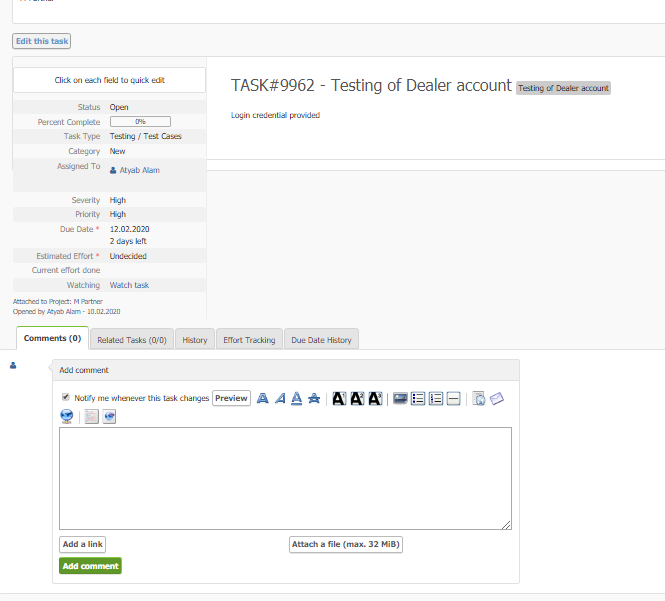 Edit this task
Click on each field to quick edit
Status Open
Percent Complete 0%
Task Type Testing / Test Cases
Category New
Assigned To Atyab Alam
Severity High
Priority High
Due Date * 12.02.2020
2 days left
Estimated Effort * Undecided
Current effort done
Watching Watch task
Attached to Project: M Partner
Opened by Atyab Alam - 10.02.2020
TASK#9962 - Testing of Dealer account Testing of Dealer account
Login credential provided
Comments (0) Related Tasks (0/0) History Effort Tracking Due Date History
Add comment
Notify me whenever this task changes Preview A A A A A1 A2 A3
Add a link Attach a file (max. 32 MiB)
Add comment